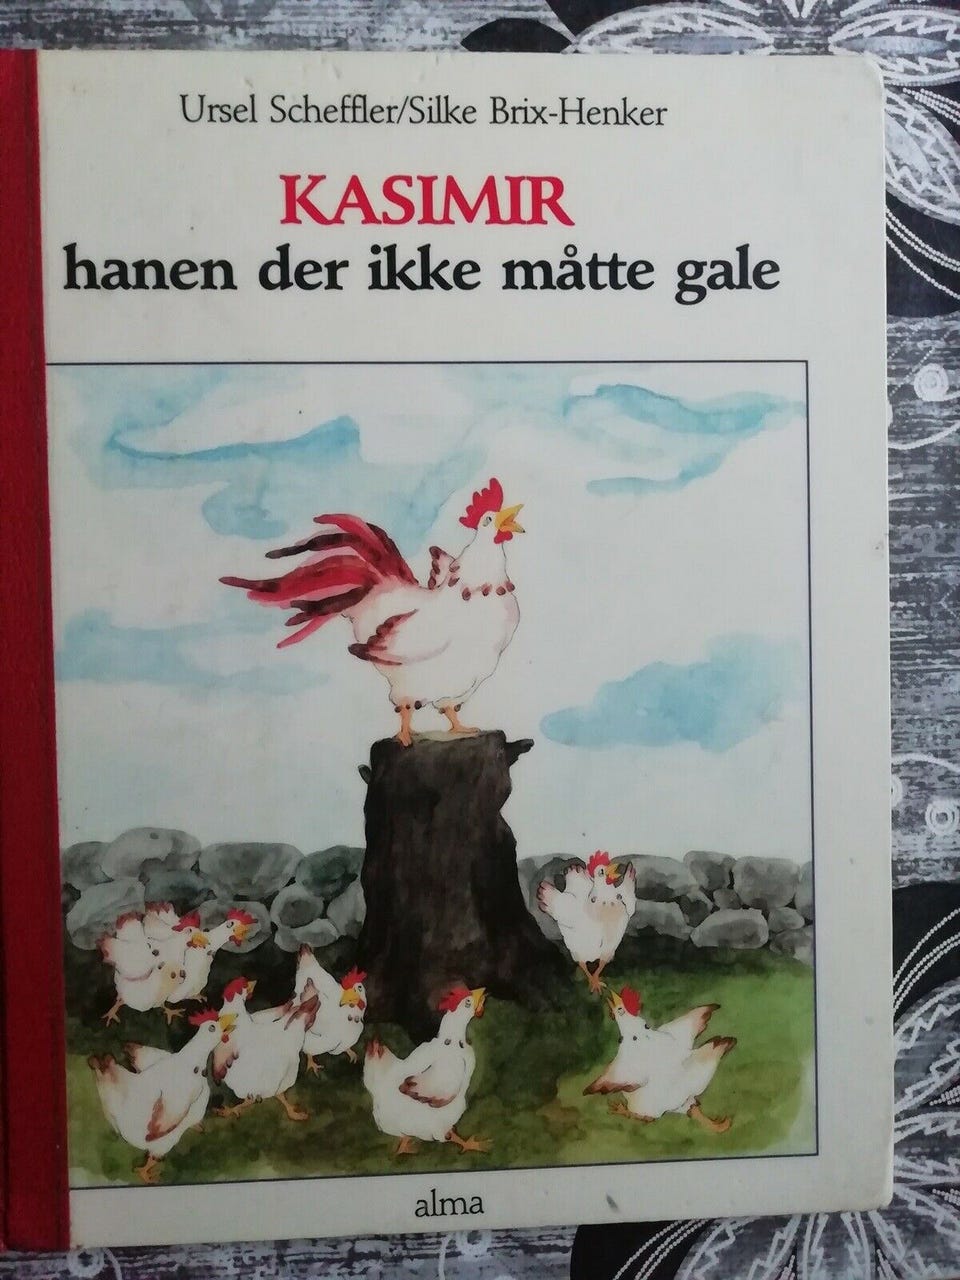 Ursel Scheffler/Silke Brix-Henker
KASIMIR
hanen der ikke måtte gale
alma